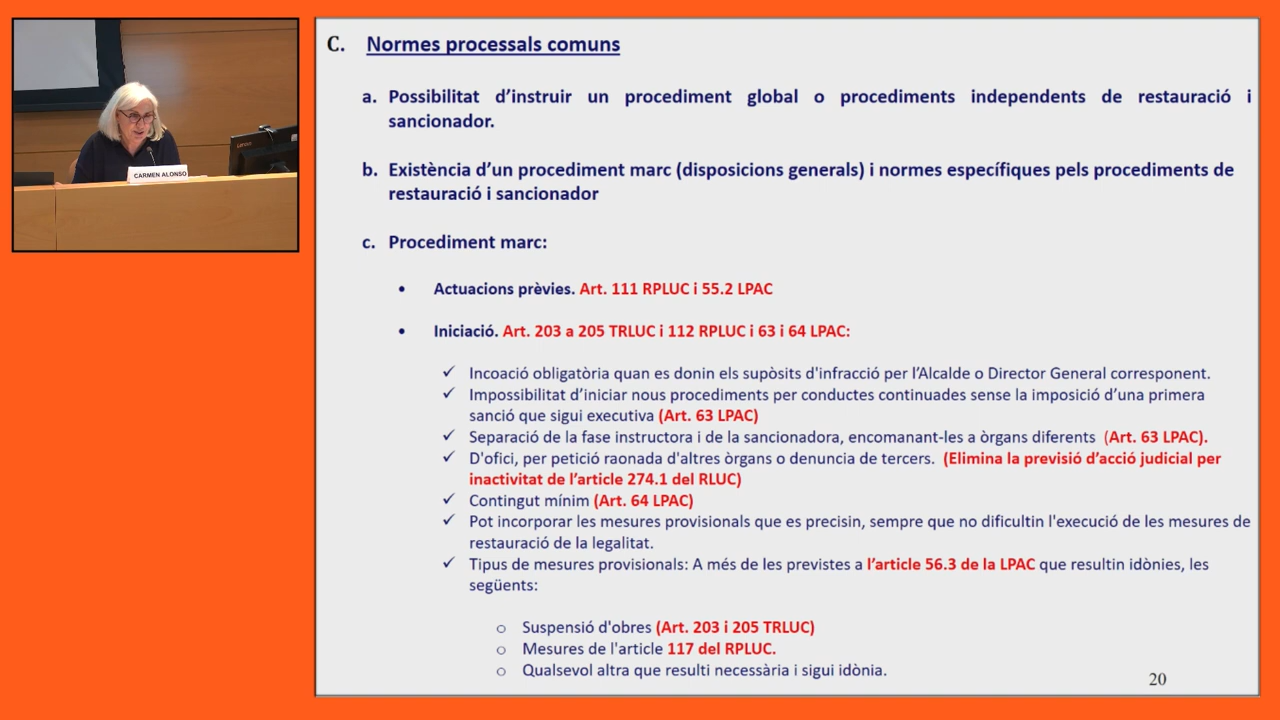 Lenovo
CARMEN ALONSO
C. Normes processals comuns
a. Possibilitat d’instruir un procediment global o procediments independents de restauració i
sancionador.
b. Existència d’un procediment marc (disposicions generals) i normes específiques pels procediments de
restauració i sancionador
c. Procediment marc:
• Actuacions prèvies. Art. 111 RPLUC i 55.2 LPAC
• Iniciació. Art. 203 a 205 TRLUC i 112 RPLUC i 63 i 64 LPAC:
✓ Incoació obligatòria quan es donin els supòsits d'infracció per l’Alcalde o Director General corresponent.
✓ Impossibilitat d’iniciar nous procediments per conductes continuades sense la imposició d’una primera
sanció que sigui executiva (Art. 63 LPAC)
✓ Separació de la fase instructora i de la sancionadora, encomanant-les a òrgans diferents (Art. 63 LPAC).
✓ D'ofici, per petició raonada d'altres òrgans o denuncia de tercers. (Elimina la previsió d’acció judicial per
inactivitat de l’article 274.1 del RLUC)
✓ Contingut mínim (Art. 64 LPAC)
✓ Pot incorporar les mesures provisionals que es precisin, sempre que no dificultin l'execució de les mesures de
restauració de la legalitat.
✓ Tipus de mesures provisionals: A més de les previstes a l’article 56.3 de la LPAC que resultin idònies, les
següents:
o Suspensió d'obres (Art. 203 i 205 TRLUC)
o Mesures de l'article 117 del RPLUC.
o Qualsevol altra que resulti necessària i sigui idònia.
20